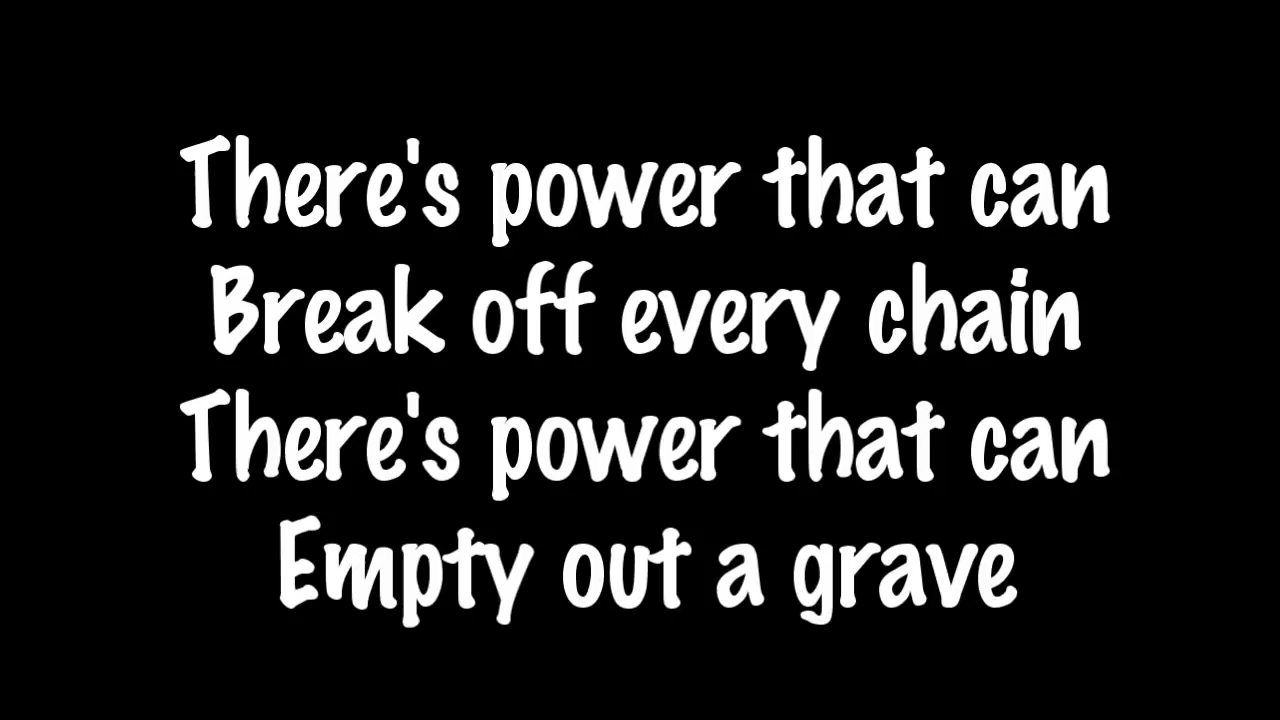 There's power that can
Break off every chain
There's power that can
Empty out a grave